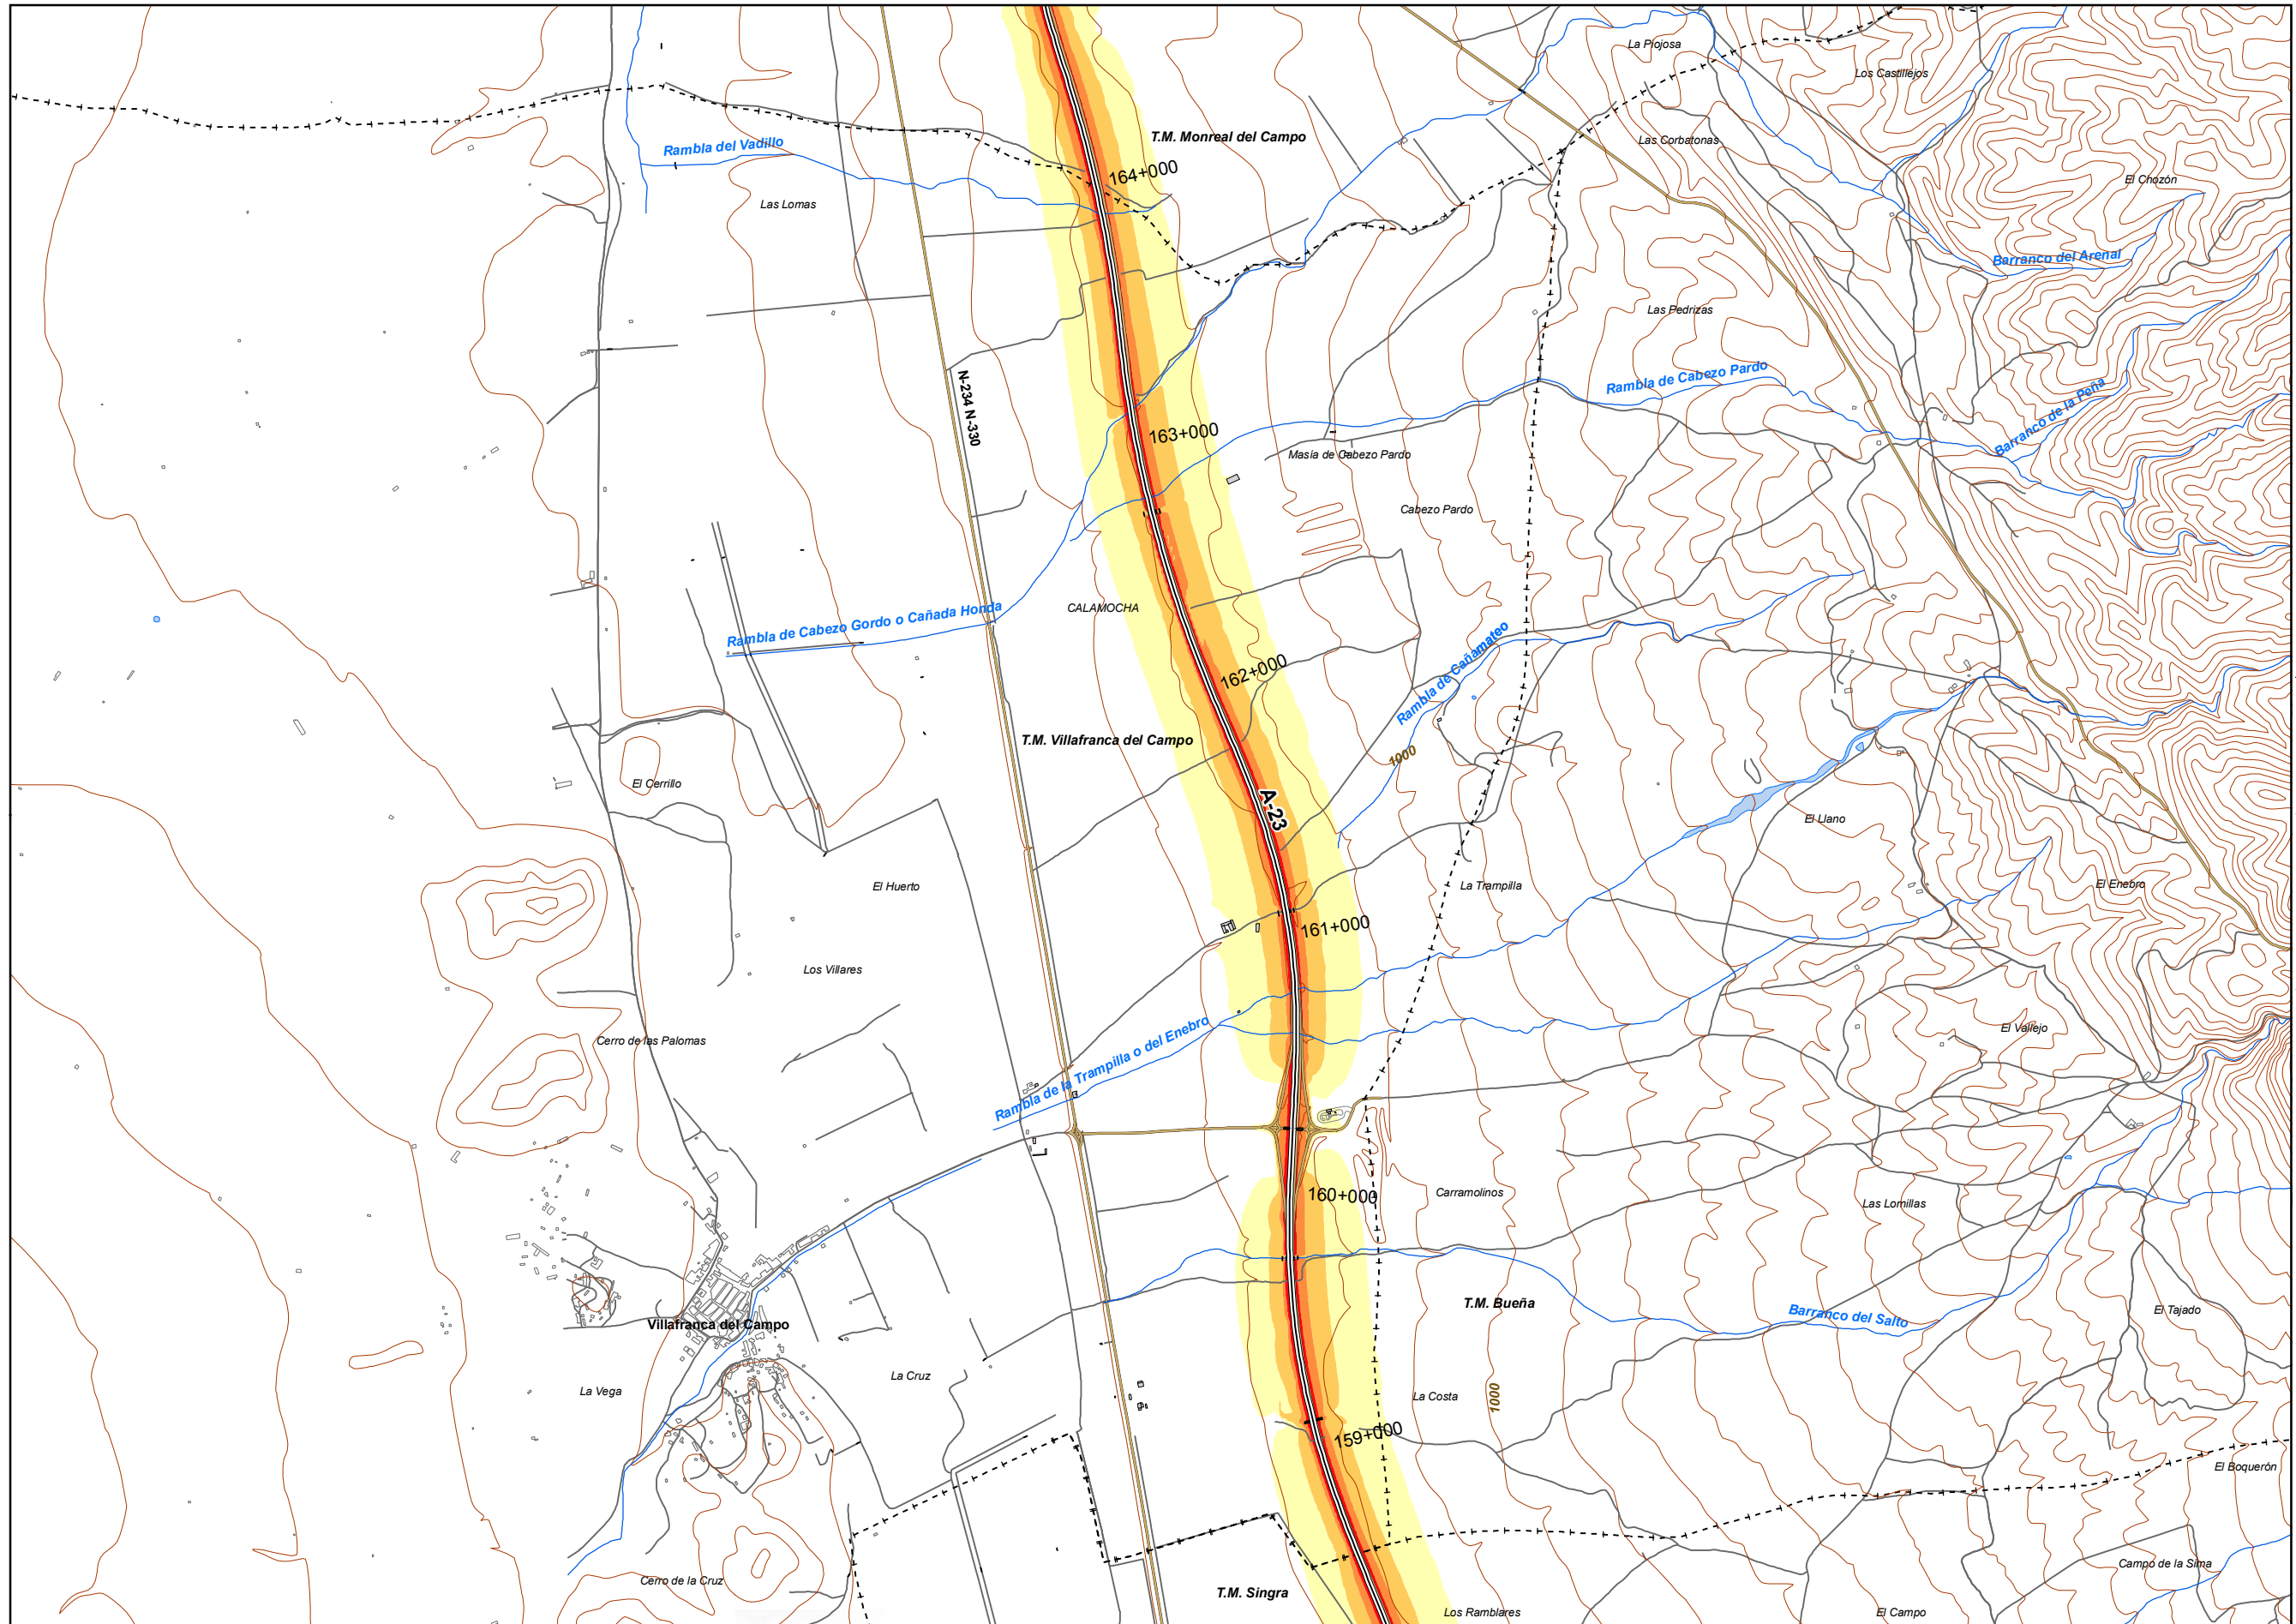 La Piojosa
Los Castillejos
T.M. Monreal del Campo
Las Corbatonas
Rambla del Vadillo
164+000
El Chozón
Las Lomas
Barranco del Arenal
Las Pedrizas
Rambla de Cabezo Pardo
N-234 N-330
Barranco de la Peña
163+000
Masía de Cabezo Pardo
Cabezo Pardo
CALAMOCHA
Rambla de Cabezo Gordo o Cañada Honda
Rambla de Cañamateo
162+000
T.M. Villafranca del Campo
1000
El Cerrillo
A-23
El Llano
El Huerto
La Trampilla
El Enebro
161+000
Los Villares
El Vallejo
Cerro de las Palomas
Rambla de la Trampilla o del Enebro
160+000
Carramolinos
Las Lomillas
T.M. Bueña
Barranco del Salto
El Tajado
Villafranca del Campo
La Cruz
La Vega
La Costa
1000
159+000
El Boquerón
Campo de la Sima
Cerro de la Cruz
T.M. Singra
Los Ramblares
El Campo